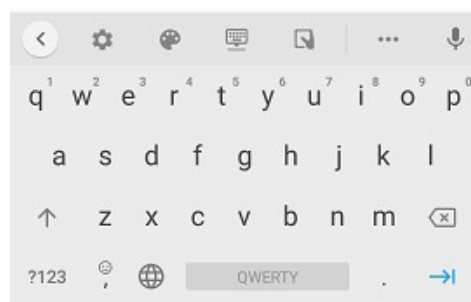 q1 w2 e3 r4 t5 y6 u7 i8 o9 p0
a s d f g h j k l
z x c v b n m
?123 , QWERTY .